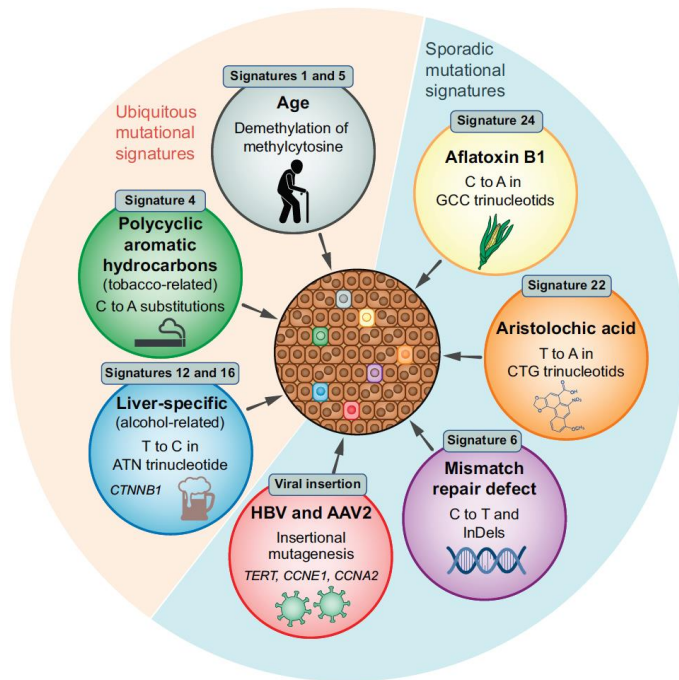 Sporadic
mutational
signatures
Ubiquitous
mutational
signatures
Signatures 1 and 5
Age
Demethylation of
methylcytosine
Signature 24
Aflatoxin B1
C to A in
GCC trinucleotids
Signature 4
Polycyclic
aromatic
hydrocarbons
(tobacco-related)
C to A substitutions
Signature 22
Aristolochic acid
T to A in
CTG trinucleotids
O
OH
O
O
NO₂
OCH₃
Signatures 12 and 16
Liver-specific
(alcohol-related)
T to C in
ATN trinucleotide
CTNNB1
Signature 6
Mismatch
repair defect
C to T and
InDels
Viral insertion
HBV and AAV2
Insertional
mutagenesis
TERT, CCNE1, CCNA2